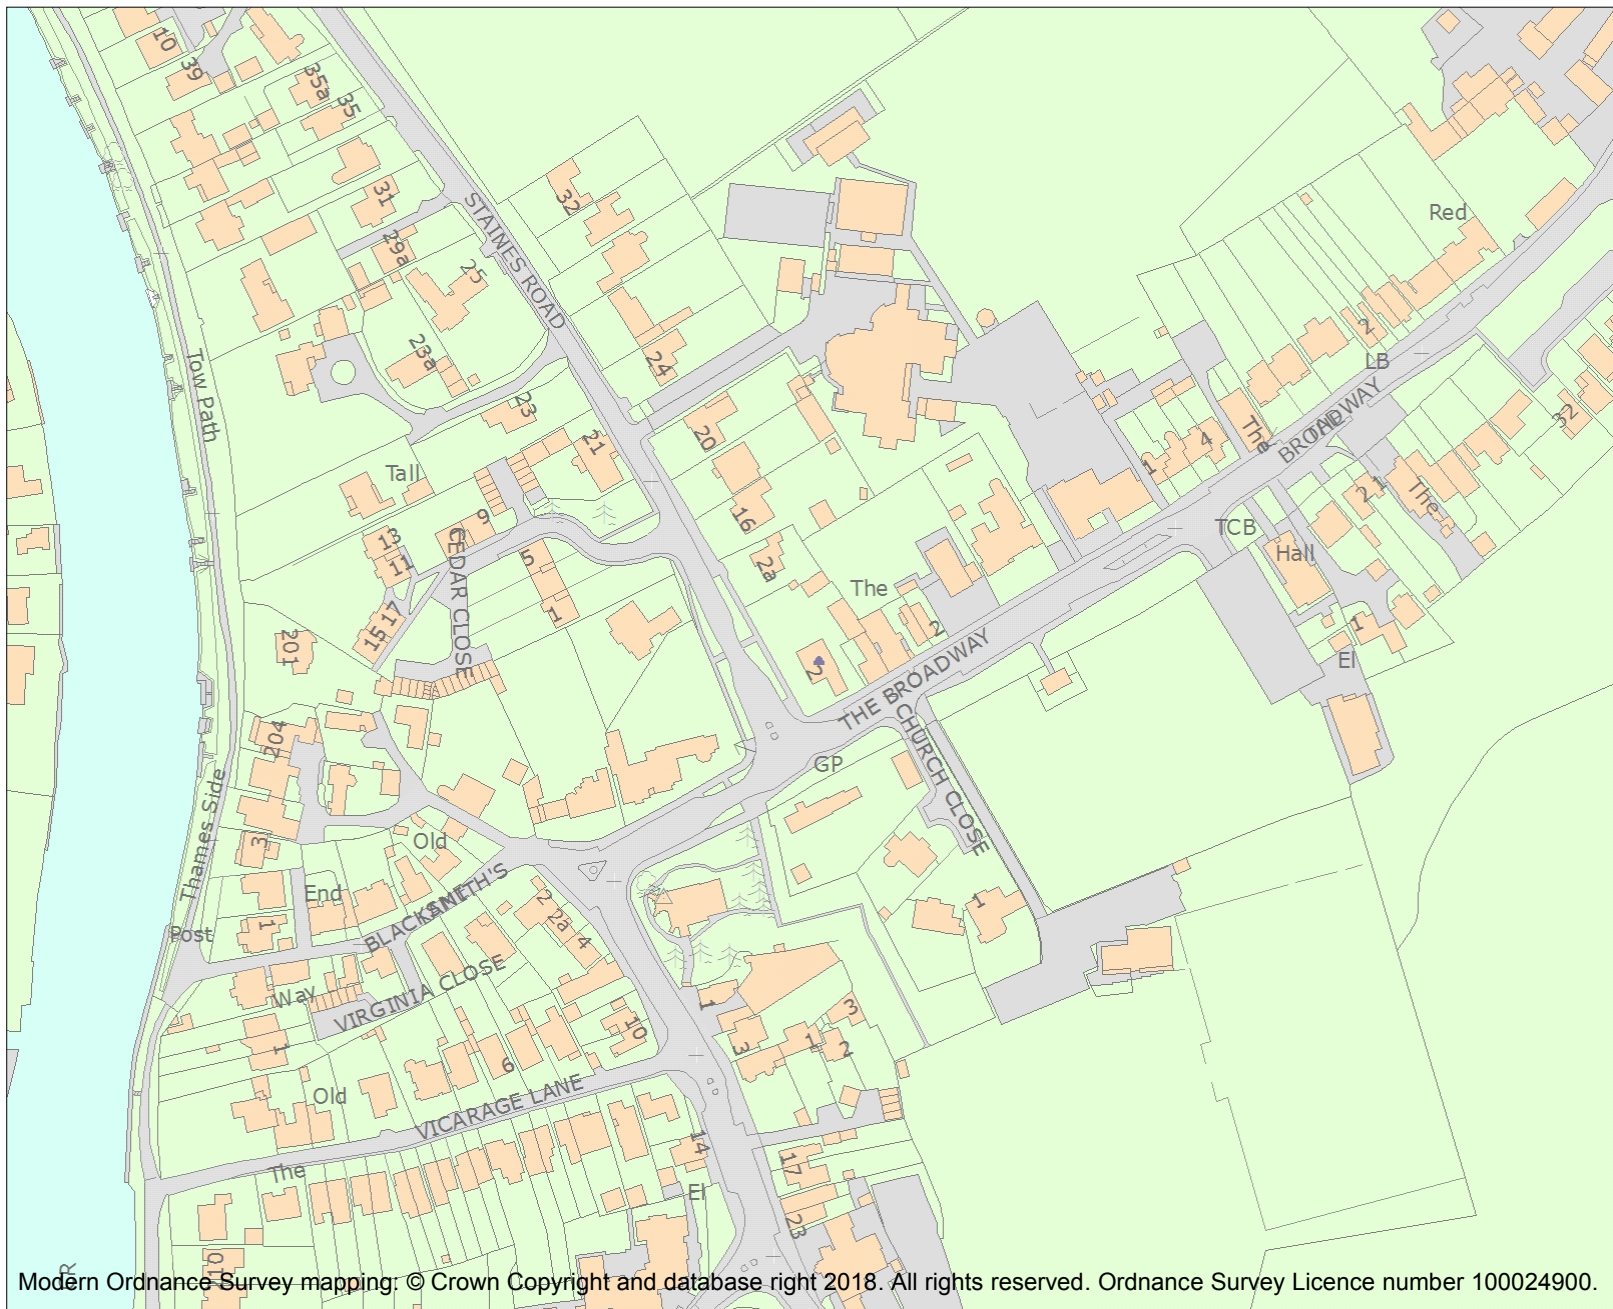 10
39
35a
35
31
32
STAINES ROAD
29a
25
Red
23a
24
2
LB
Tow Path
23
20
21
THE
BROADWAY
32
4
The
1
Tall
16
9
13
11
5
CEDAR CLOSE
2a
The
TCB
Hall
21
The
1
17
15
201
2
2
1
El
THE BROADWAY
CHURCH CLOSE
204
GP
Thames Side
3
Old
End
BLACKSMITH'S
LANE
2
2a
4
1
1
Post
Way
VIRGINIA CLOSE
1
3
3
1
2
10
6
1
Old
VICARAGE LANE
14
17
The
El
23
10
R
Modern Ordnance Survey mapping: © Crown Copyright and database right 2018. All rights reserved. Ordnance Survey Licence number 100024900.